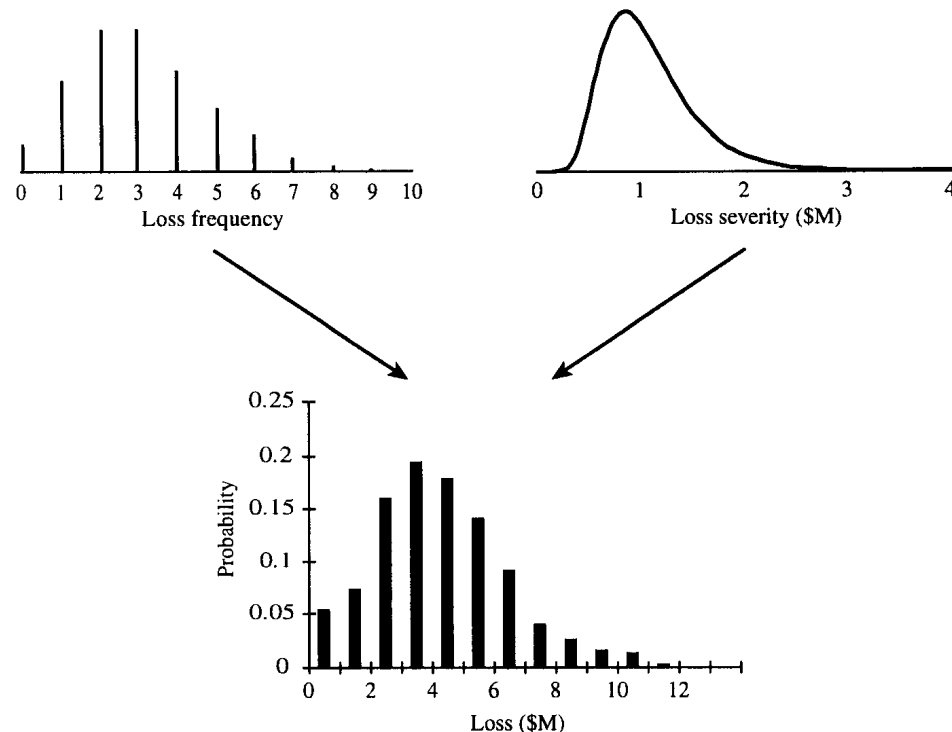 0 1 2 3 4 5 6 7 8 9 10
Loss frequency
0 1 2 3 4
Loss severity ($M)
0.25
0.2
0.15
0.1
0.05
0
Probability
0 2 4 6 8 10 12
Loss ($M)